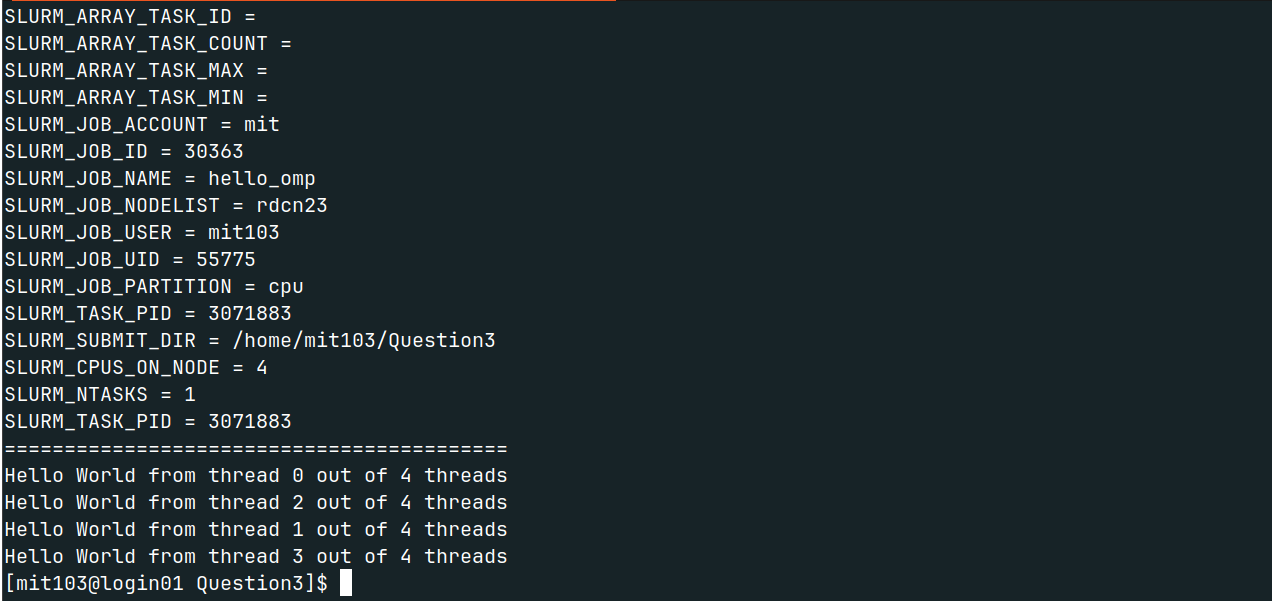 SLURM_ARRAY_TASK_ID =
SLURM_ARRAY_TASK_COUNT =
SLURM_ARRAY_TASK_MAX =
SLURM_ARRAY_TASK_MIN =
SLURM_JOB_ACCOUNT = mit
SLURM_JOB_ID = 30363
SLURM_JOB_NAME = hello_omp
SLURM_JOB_NODELIST = rdcn23
SLURM_JOB_USER = mit103
SLURM_JOB_UID = 55775
SLURM_JOB_PARTITION = cpu
SLURM_TASK_PID = 3071883
SLURM_SUBMIT_DIR = /home/mit103/Question3
SLURM_CPUS_ON_NODE = 4
SLURM_NTASKS = 1
SLURM_TASK_PID = 3071883
==========================================
Hello World from thread 0 out of 4 threads
Hello World from thread 2 out of 4 threads
Hello World from thread 1 out of 4 threads
Hello World from thread 3 out of 4 threads
[mit103@login01 Question3]$